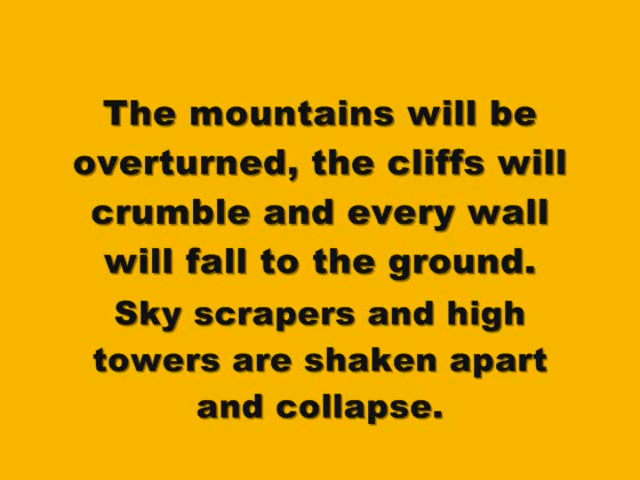 The mountains will be
overturned, the cliffs will
crumble and every wall
will fall to the ground.
Sky scrapers and high
towers are shaken apart
and collapse.